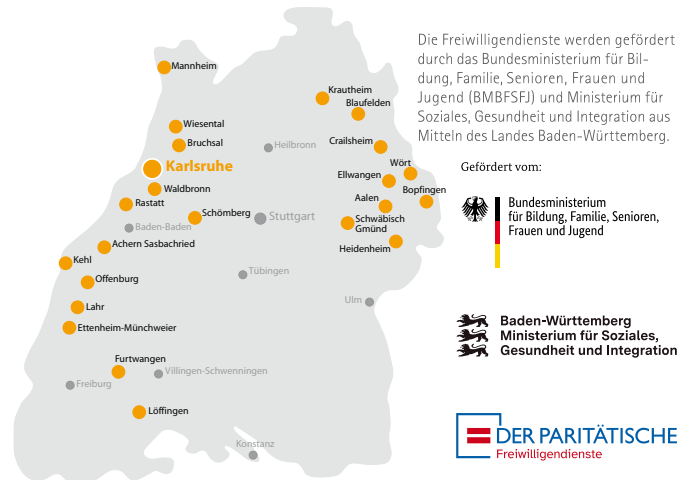 Die Freiwilligendienste werden gefördert
durch das Bundesministerium für Bil-
dung, Familie, Senioren, Frauen und
Jugend (BMBFSFJ) und Ministerium für
Soziales, Gesundheit und Integration aus
Mitteln des Landes Baden-Württemberg.
Gefördert vom:
Bundesministerium
für Bildung, Familie, Senioren,
Frauen und Jugend
Baden-Württemberg
Ministerium für Soziales,
Gesundheit und Integration
DER PARITÄTISCHE
Freiwilligendienste
Mannheim
Krautheim
Blaufelden
Wiesental
Bruchsal
Crailsheim
Heilbronn
Karlsruhe
Wört
Ellwangen
Waldbronn
Bopfingen
Aalen
Rastatt
Schömberg
Stuttgart
Schwäbisch
Gmünd
Baden-Baden
Achern Sasbachried
Heidenheim
Kehl
Tübingen
Offenburg
Ulm
Lahr
Ettenheim-Münchweier
Furtwangen
Villingen-Schwenningen
Freiburg
Löffingen
Konstanz